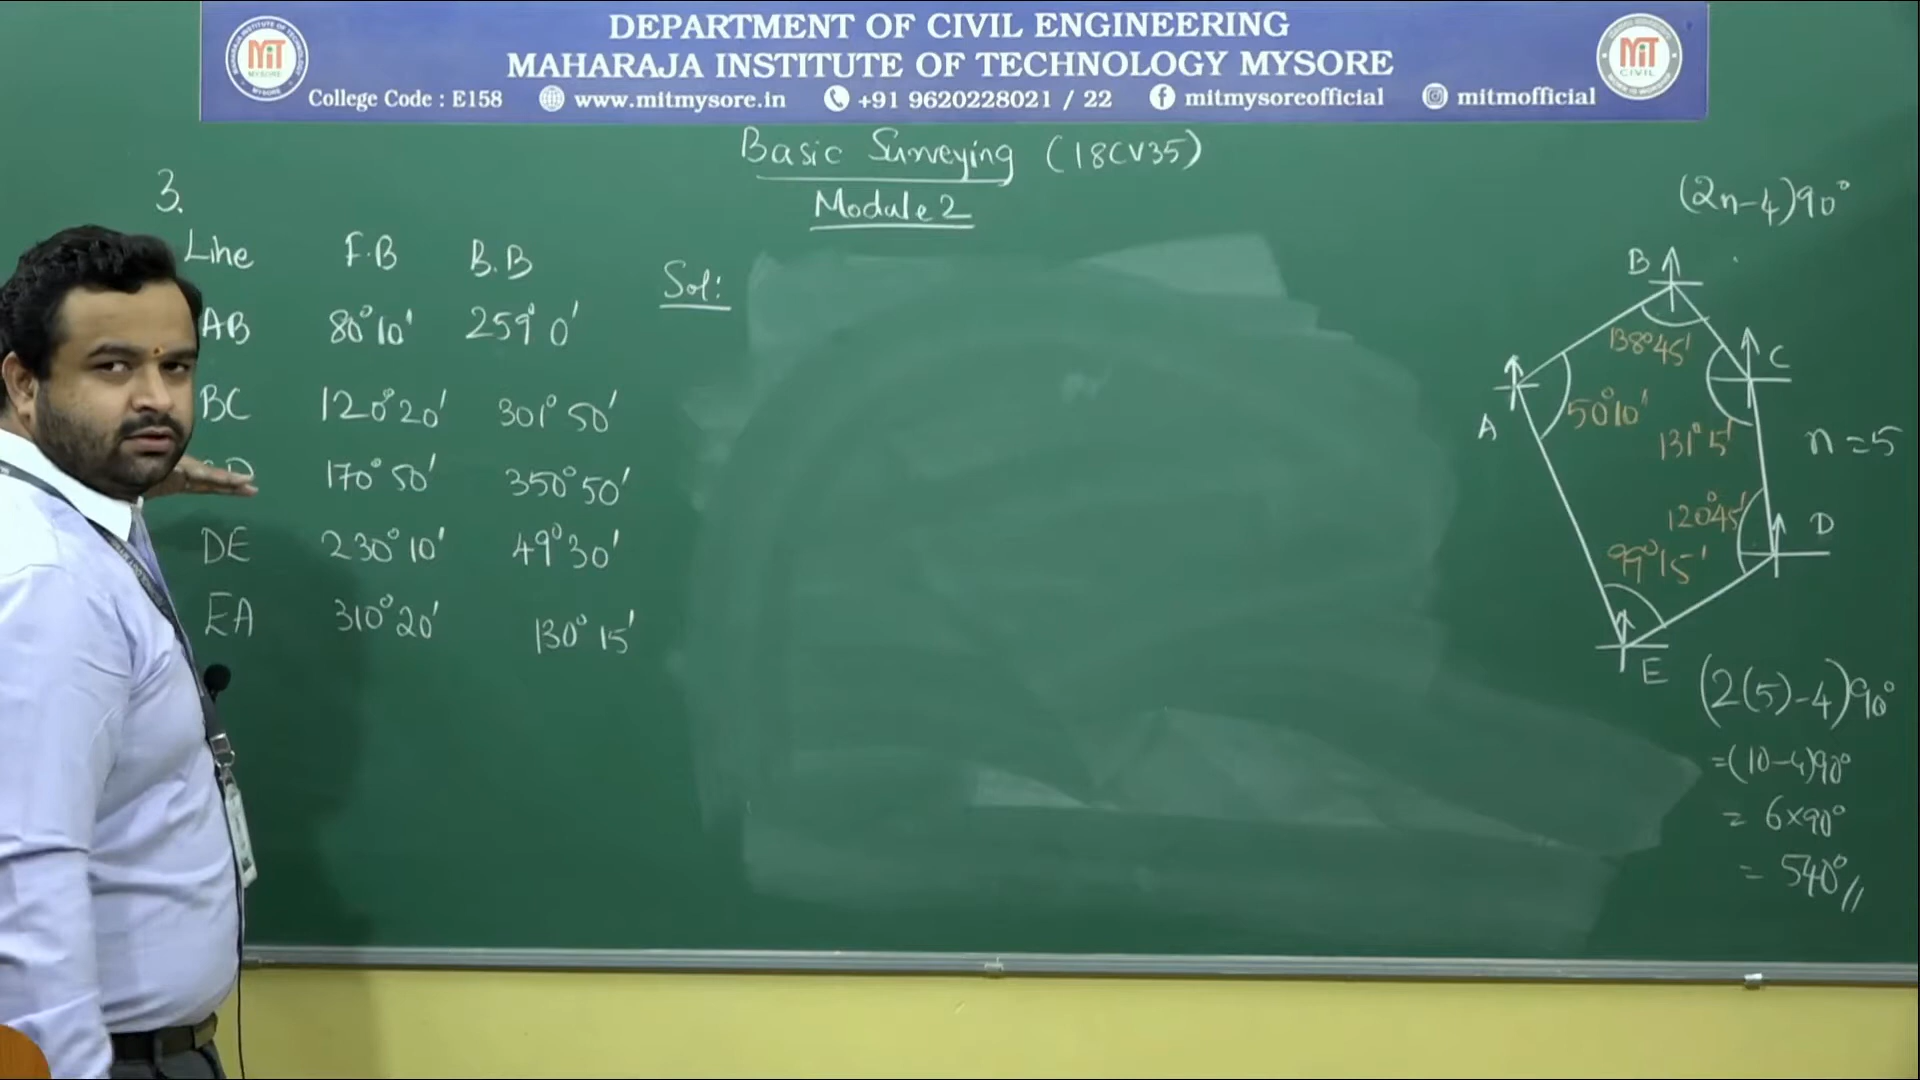 DEPARTMENT OF CIVIL ENGINEERING
MAHARAJA INSTITUTE OF TECHNOLOGY MYSORE
College Code : E158 www.mitmysore.in +91 9620228021 / 22 mitmysoreofficial mitmofficial
MiT
MYSORE
MiT
CIVIL
Basic Surveying (18CV35)
Module 2
3.
Line F.B B.B
AB 80°10' 259°0'
BC 120°20' 301°50'
170°50' 350°50'
DE 230°10' 49°30'
EA 310°20' 130°15'
Sol:
(2n-4)90°
B
138°45'
C
A
50°10'
131°5'
n=5
120°45'
D
99°15'
E
(2(5)-4)90°
=(10-4)90°
= 6×90°
= 540°//